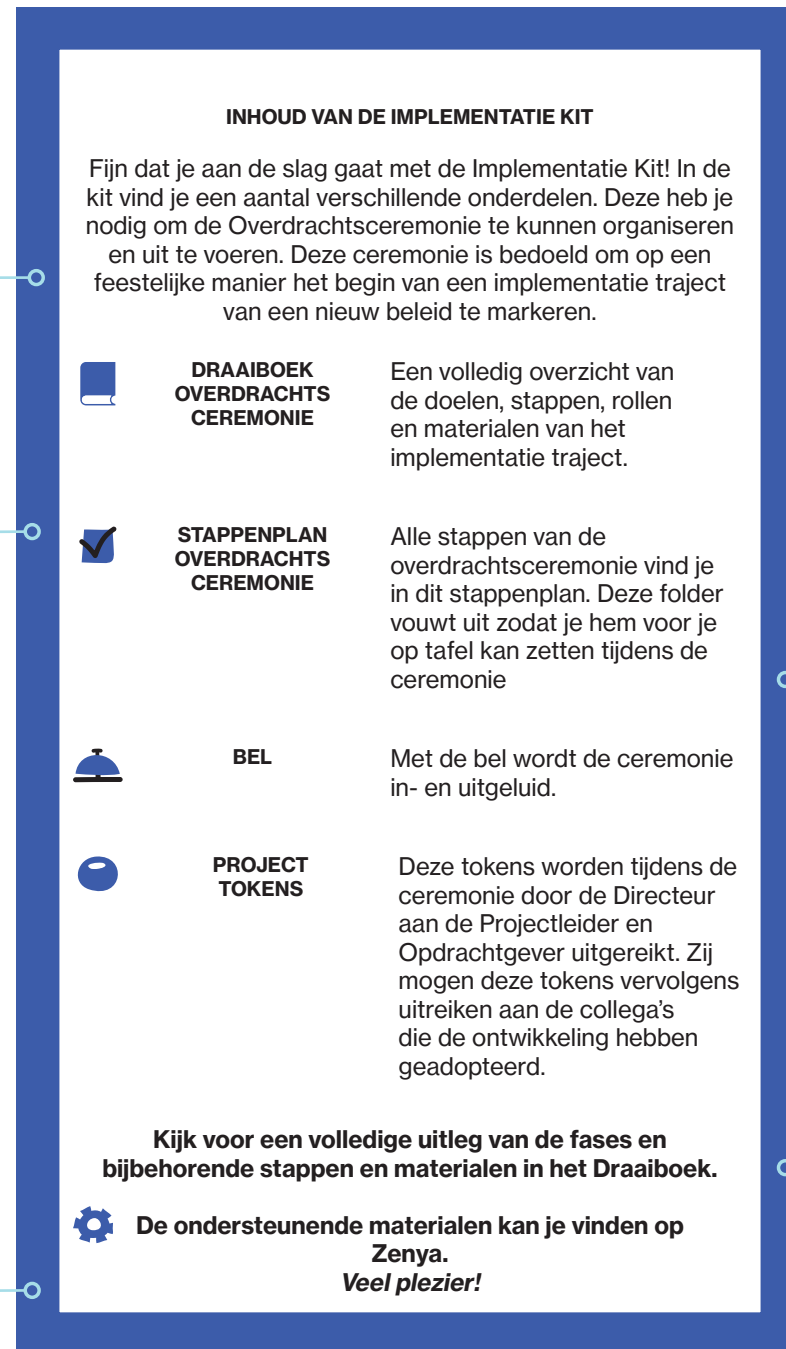 INHOUD VAN DE IMPLEMENTATIE KIT
Fijn dat je aan de slag gaat met de Implementatie Kit! In de
kit vind je een aantal verschillende onderdelen. Deze heb je
nodig om de Overdrachtsceremonie te kunnen organiseren
en uit te voeren. Deze ceremonie is bedoeld om op een
feestelijke manier het begin van een implementatie traject
van een nieuw beleid te markeren.
DRAAIBOEK
OVERDRACHTS
CEREMONIE
Een volledig overzicht van
de doelen, stappen, rollen
en materialen van het
implementatie traject.
STAPPENPLAN
OVERDRACHTS
CEREMONIE
Alle stappen van de
overdrachtsceremonie vind je
in dit stappenplan. Deze folder
vouwt uit zodat je hem voor je
op tafel kan zetten tijdens de
ceremonie
BEL
Met de bel wordt de ceremonie
in- en uitgeluid.
PROJECT
TOKENS
Deze tokens worden tijdens de
ceremonie door de Directeur
aan de Projectleider en
Opdrachtgever uitgereikt. Zij
mogen deze tokens vervolgens
uitreiken aan de collega's
die de ontwikkeling hebben
geadopteerd.
Kijk voor een volledige uitleg van de fases en
bijbehorende stappen en materialen in het Draaiboek.
De ondersteunende materialen kan je vinden op
Zenya.
Veel plezier!